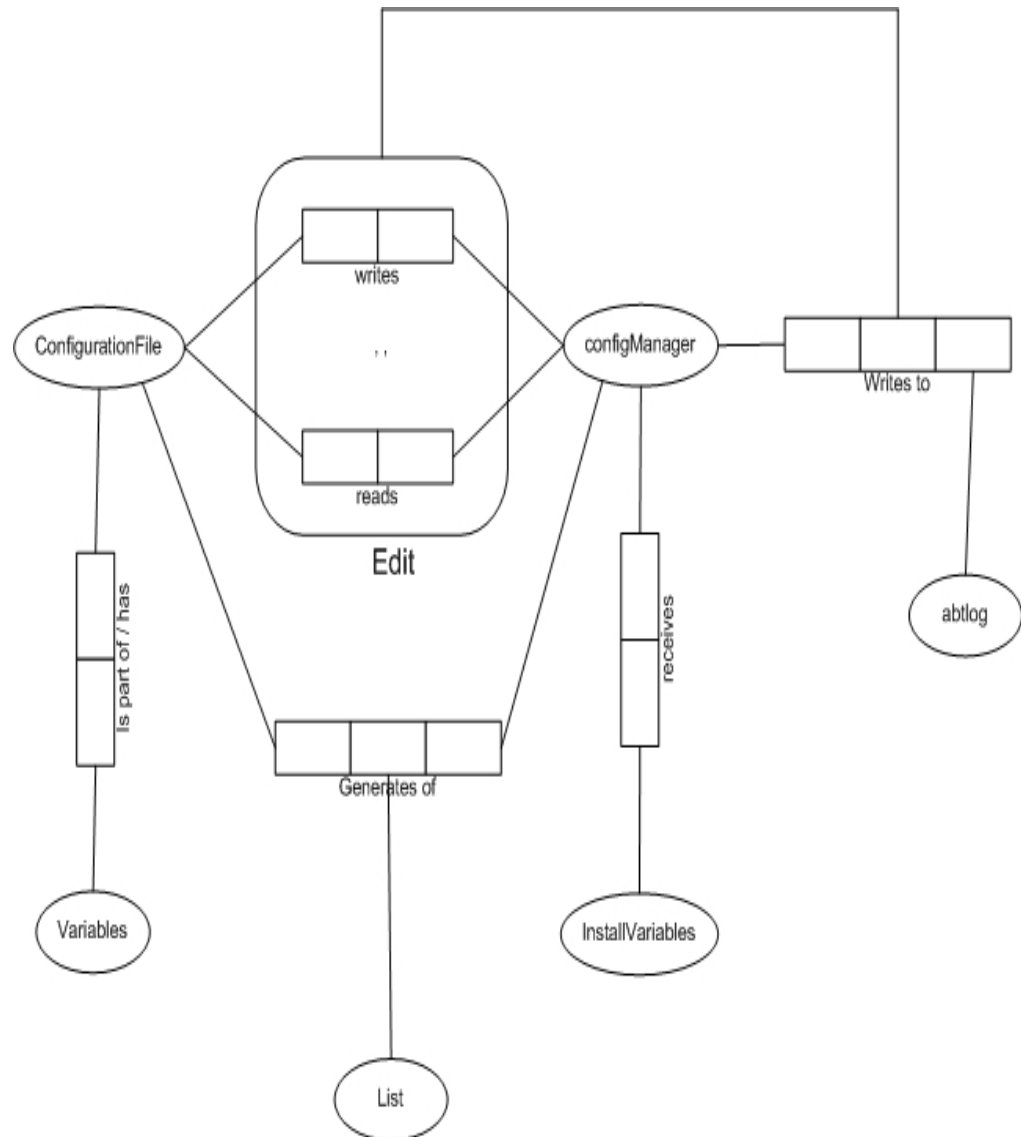 writes
ConfigurationFile
, ,
configManager
Writes to
reads
Edit
Is part of / has
receives
abtlog
Generates of
Variables
InstallVariables
List